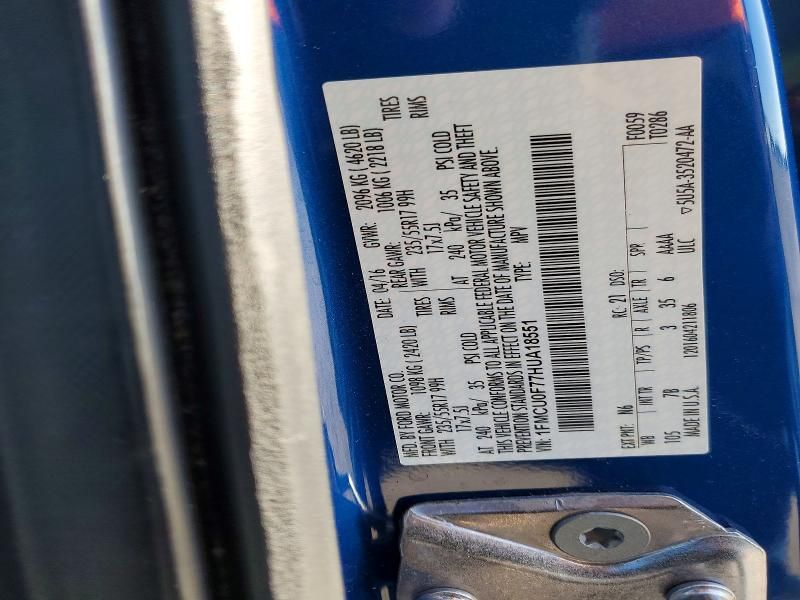 MFD. BY FORD MOTOR CO. DATE: 04/16 GVWR: 2096 KG ( 4620 LB)
FRONT GAWR: 1098 KG ( 2420 LB) REAR GAWR: 1006 KG ( 2218 LB)
WITH 235/55R17 99H TIRES WITH 235/55R17 99H TIRES
17x7.5J RIMS 17x7.5J RIMS
AT 240 kPa/ 35 PSI COLD AT 240 kPa/ 35 PSI COLD
THIS VEHICLE CONFORMS TO ALL APPLICABLE FEDERAL MOTOR VEHICLE SAFETY AND THEFT
PREVENTION STANDARDS IN EFFECT ON THE DATE OF MANUFACTURE SHOWN ABOVE.
VIN: 1FMCU0F77HUA18551 TYPE: MPV
F0059
EXT PNT: N6 RC: 21 DSO: T0286
WB INT TR TP/PS R AXLE TR SPR
105 78 3 35 6 AAAA
MADE IN U.S.A. 1201604211806 ULC 5U5A-3520472-AA